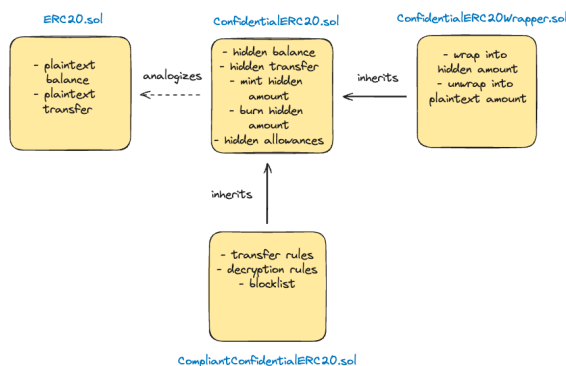 ERC20.sol
- plaintext
balance
- plaintext
transfer
analogizes
ConfidentialERC20.sol
- hidden balance
- hidden transfer
- mint hidden
amount
- burn hidden
amount
- hidden allowances
inherits
ConfidentialERC20Wrapper.sol
- wrap into
hidden amount
- unwrap into
plaintext amount
inherits
- transfer rules
- decryption rules
- blocklist
CompliantConfidentialERC20.sol